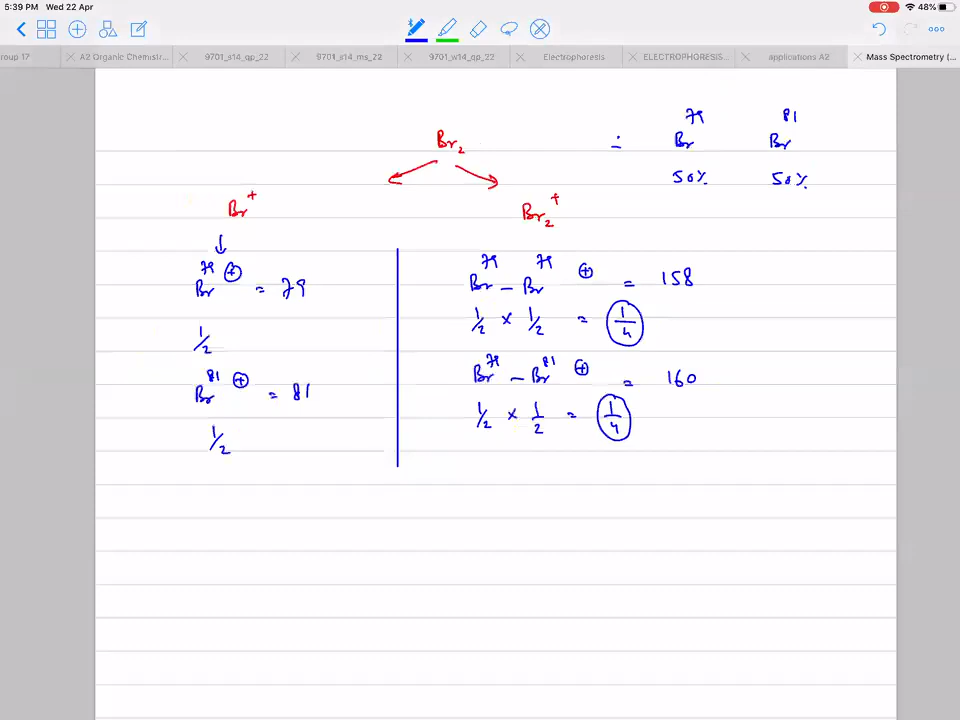 5:39 PM Wed 22 Apr 48%
roup 17 A2 Organic Chemistr... 9701_s14_qp_22 9701_s14_ms_22 9701_w14_qp_22 Electrophoresis ELECTROPHORESIS... applications A2 Mass Spectrometry (...
79 81
Br₂ Br Br
50% 50%
Br⁺ Br₂⁺
⁷⁹Br⊕ = 79
1/2
⁸¹Br⊕ = 81
1/2
⁷⁹Br – ⁷⁹Br ⊕ = 158
1/2 × 1/2 = 1/4
Br⁷⁹ – Br⁸¹ ⊕ = 160
1/2 × 1/2 = 1/4